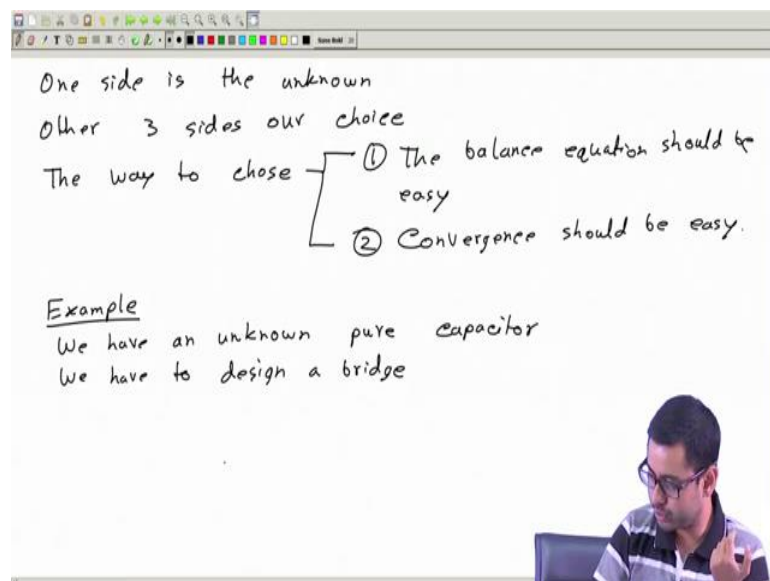 One side is the unknown
Other 3 sides our choice
The way to chose
① The balance equation should be
easy
② Convergence should be easy.
Example
We have an unknown pure capacitor
We have to design a bridge